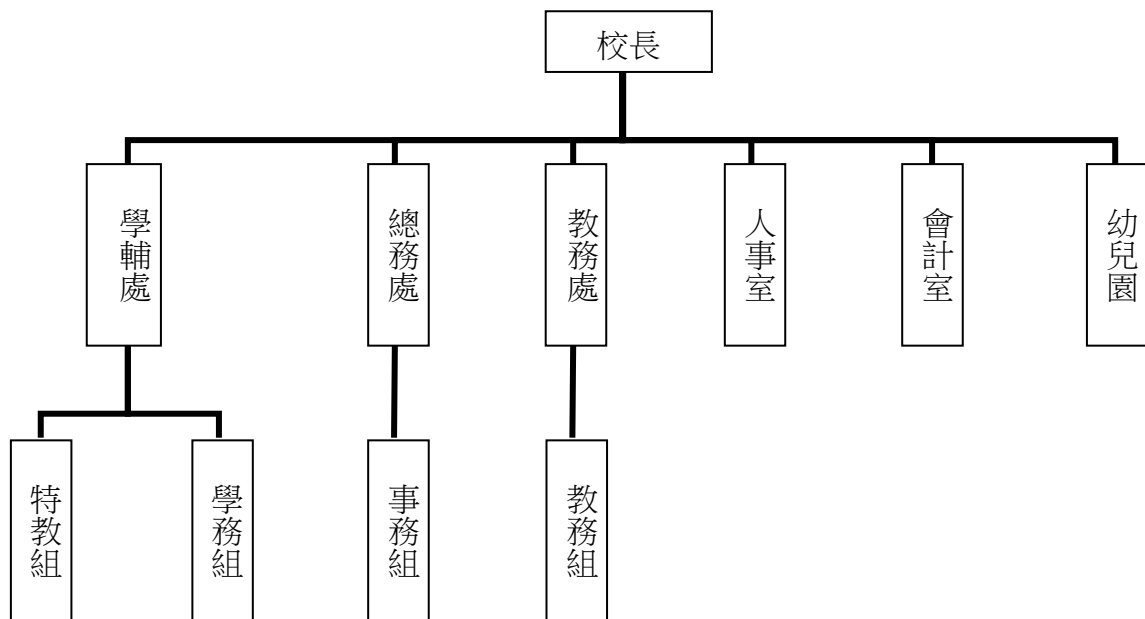 校長
學輔處
總務處
教務處
人事室
會計室
幼兒園
特教組
學務組
事務組
教務組